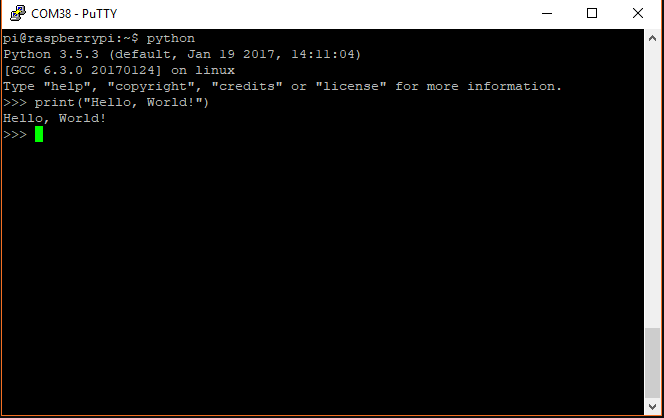 COM38 - PuTTY
pi@raspberrypi:~$ python
Python 3.5.3 (default, Jan 19 2017, 14:11:04)
[GCC 6.3.0 20170124] on linux
Type "help", "copyright", "credits" or "license" for more information.
>>> print("Hello, World!")
Hello, World!
>>>